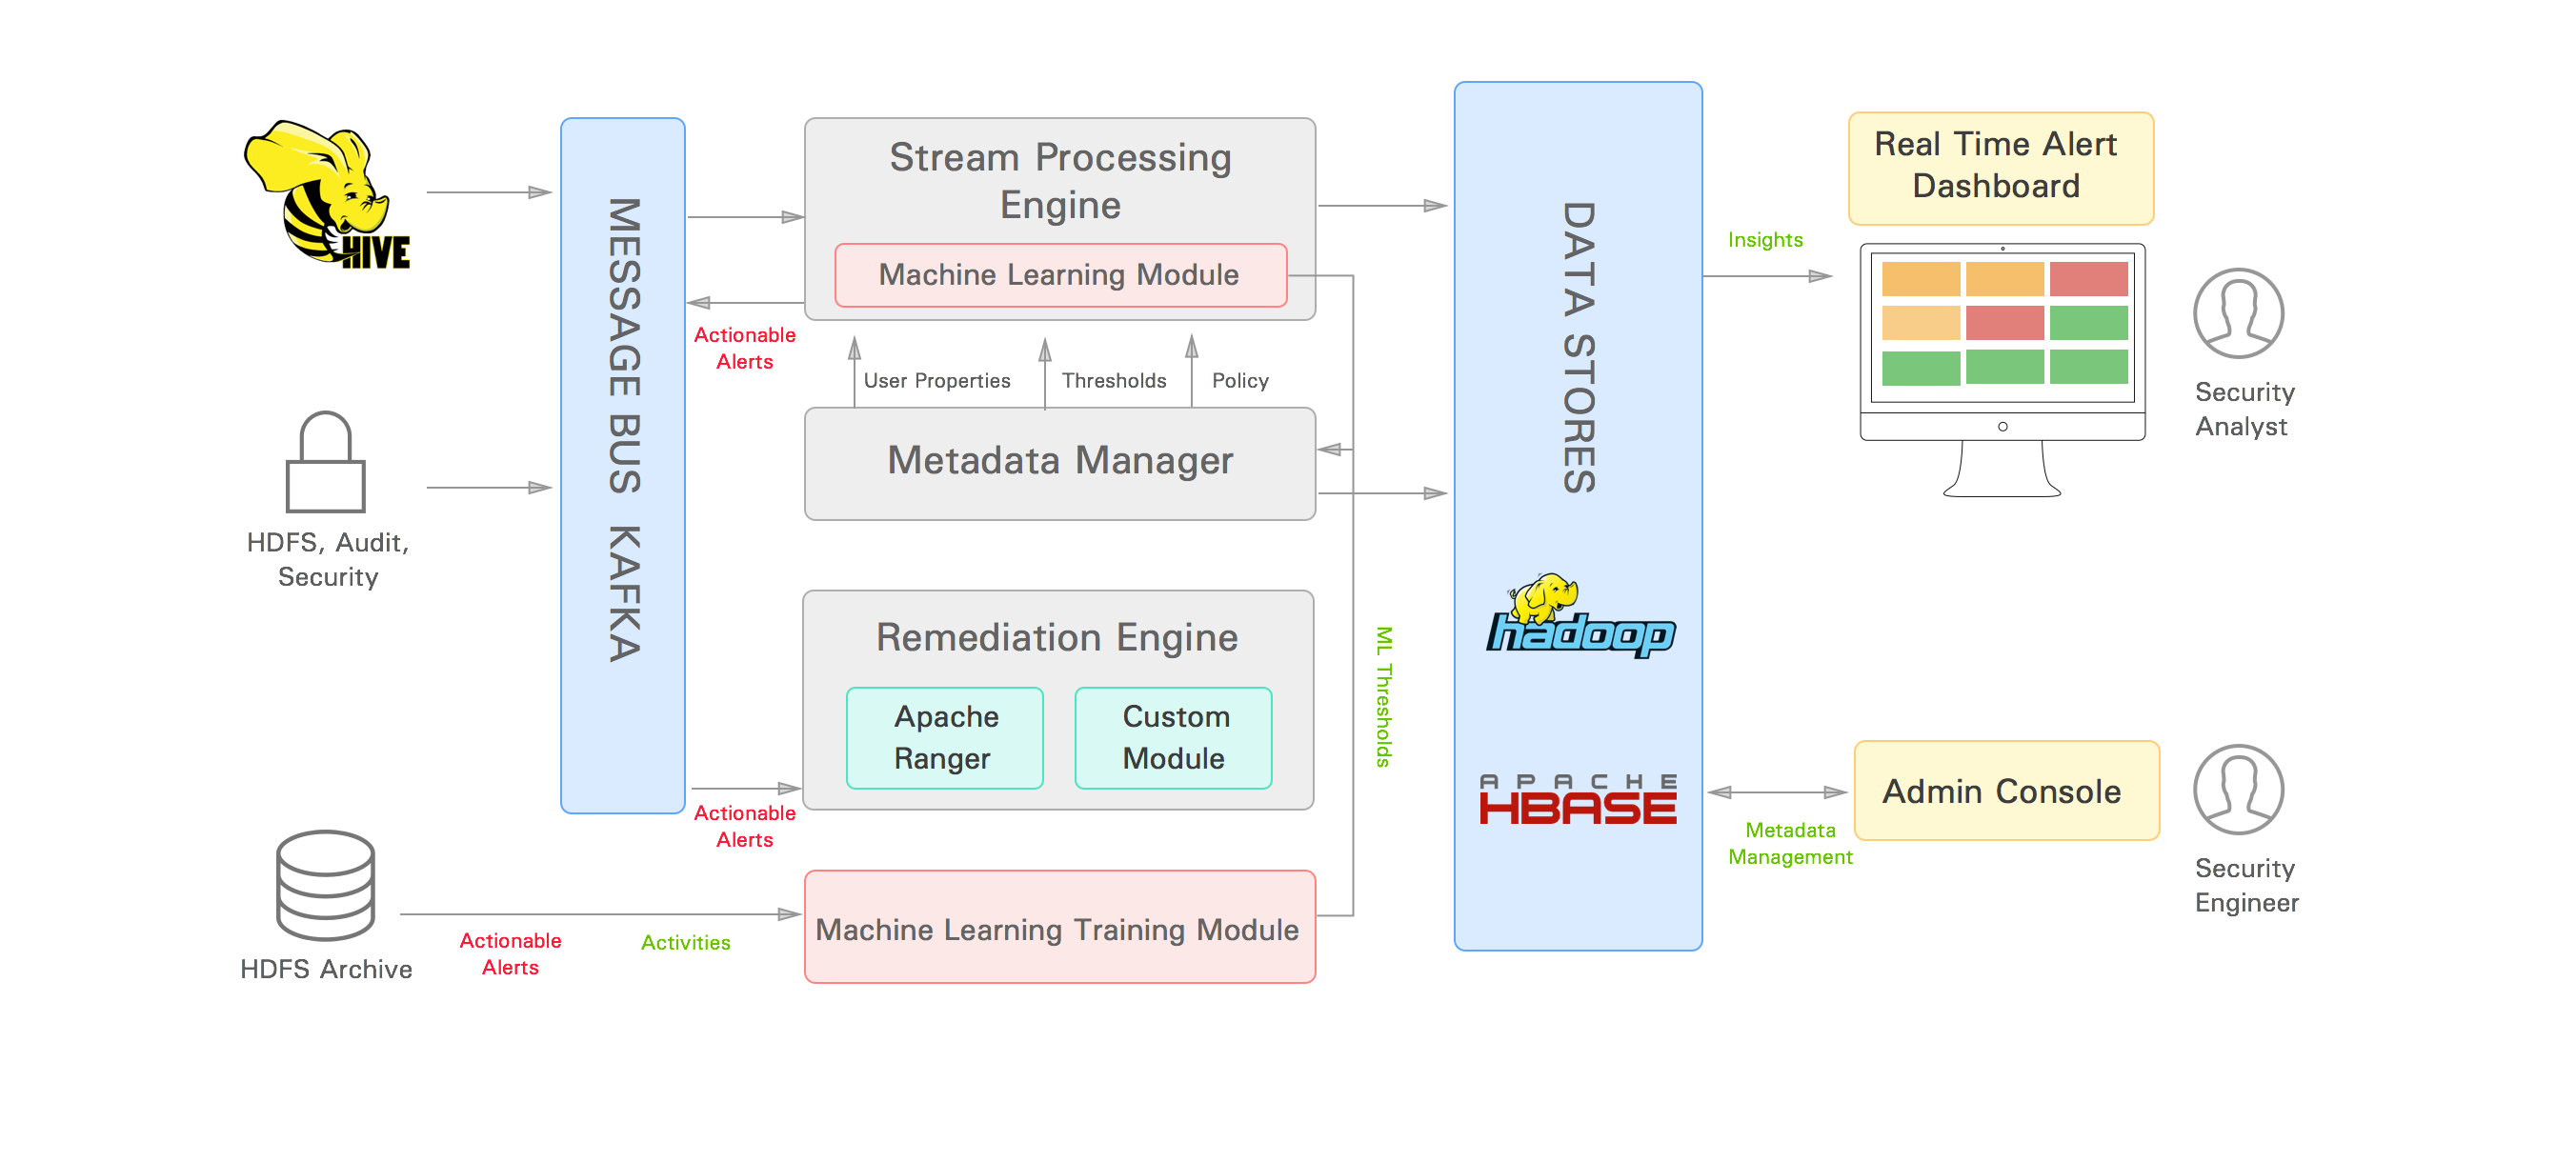 HIVE
HDFS, Audit,
Security
HDFS Archive
MESSAGE BUS KAFKA
Actionable
Alerts
Actionable
Alerts
Actionable
Alerts
Activities
Stream Processing
Engine
Machine Learning Module
User Properties
Thresholds
Policy
Metadata Manager
Remediation Engine
Apache
Ranger
Custom
Module
Machine Learning Training Module
ML Thresholds
DATA STORES
hadoop
APACHE
HBASE
Insights
Real Time Alert
Dashboard
Security
Analyst
Metadata
Management
Admin Console
Security
Engineer